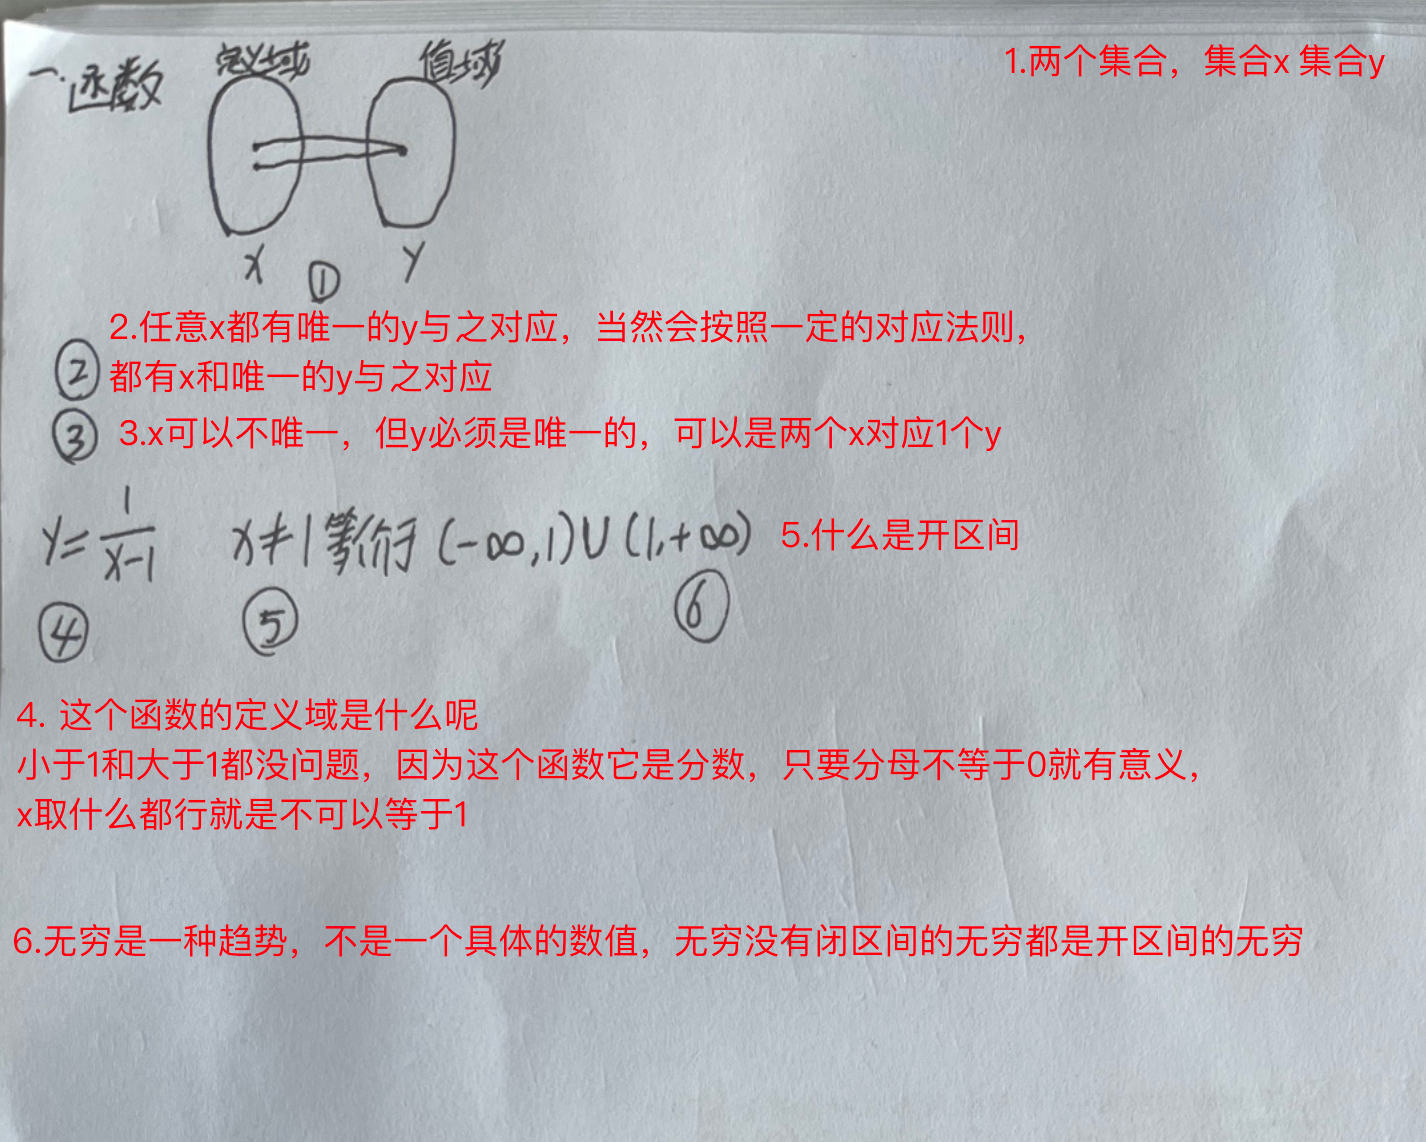 一.函数
定义域 值域
1.两个集合，集合x 集合y
x y
①
2.任意x都有唯一的y与之对应，当然会按照一定的对应法则，
② 都有x和唯一的y与之对应
③ 3.x可以不唯一，但y必须是唯一的，可以是两个x对应1个y
y=1/(x-1) x≠1等价于(-∞,1)∪(1,+∞) 5.什么是开区间
④ ⑤ ⑥
4. 这个函数的定义域是什么呢
小于1和大于1都没问题，因为这个函数它是分数，只要分母不等于0就有意义，
x取什么都行就是不可以等于1
6.无穷是一种趋势，不是一个具体的数值，无穷没有闭区间的无穷都是开区间的无穷